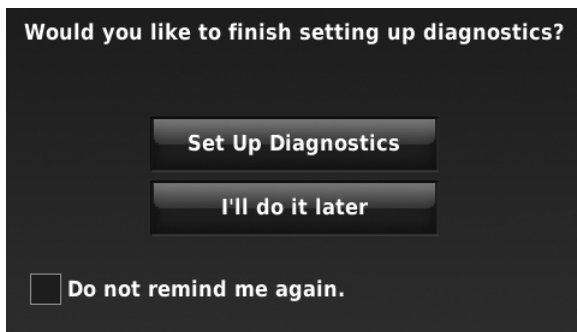 Would you like to finish setting up diagnostics?
Set Up Diagnostics
I'll do it later
Do not remind me again.